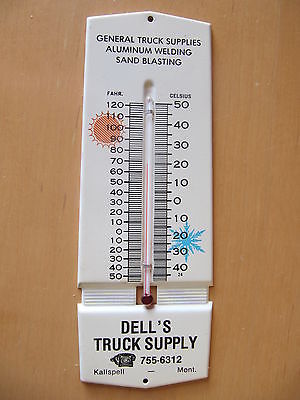 GENERAL TRUCK SUPPLIES
ALUMINUM WELDING
SAND BLASTING
FAHR. CELSIUS
120 50
110
100 40
90 30
80
70 20
60
50 10
40
30 0
20 10
10
0 20
10
20 30
30
40 40
50 24
DELL'S
TRUCK SUPPLY
755-6312
Kalispell — Mont.